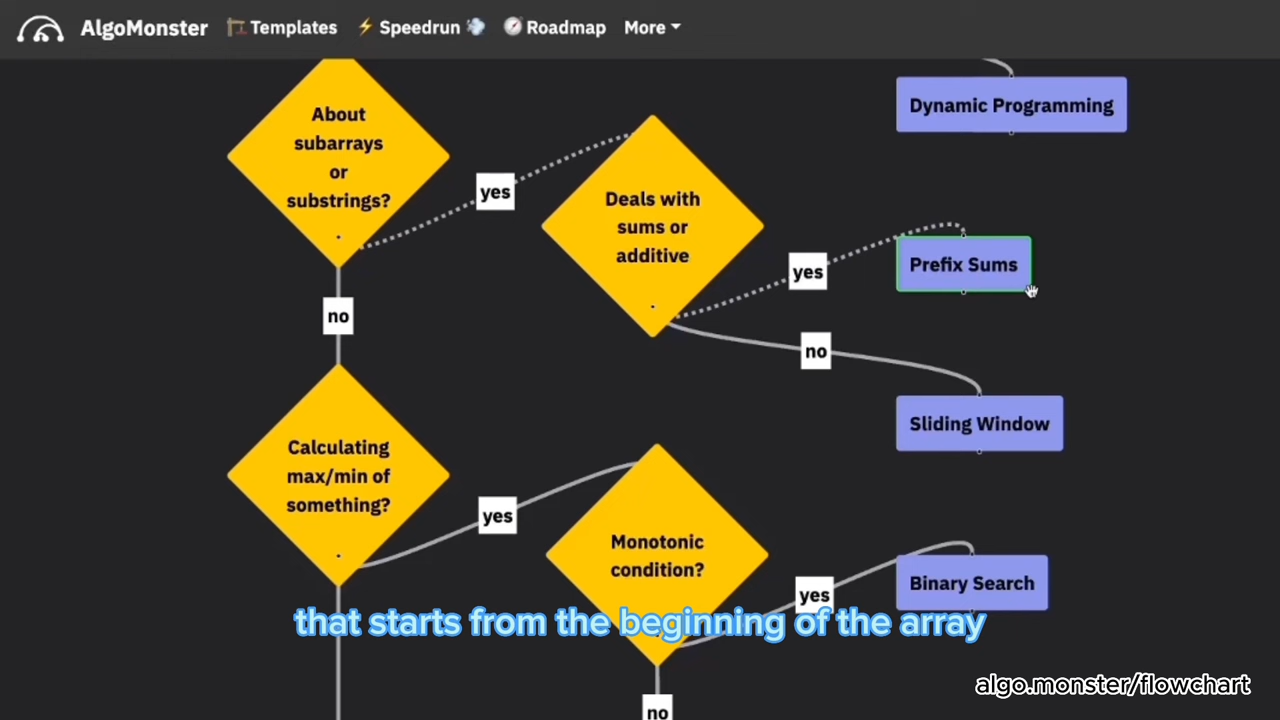 AlgoMonster
Templates
Speedrun
Roadmap
More
Dynamic Programming
About
subarrays
or
substrings?
yes
Deals with
sums or
additive
yes
Prefix Sums
no
no
Sliding Window
Calculating
max/min of
something?
yes
Monotonic
condition?
yes
Binary Search
that starts from the beginning of the array
algo.monster/flowchart
no